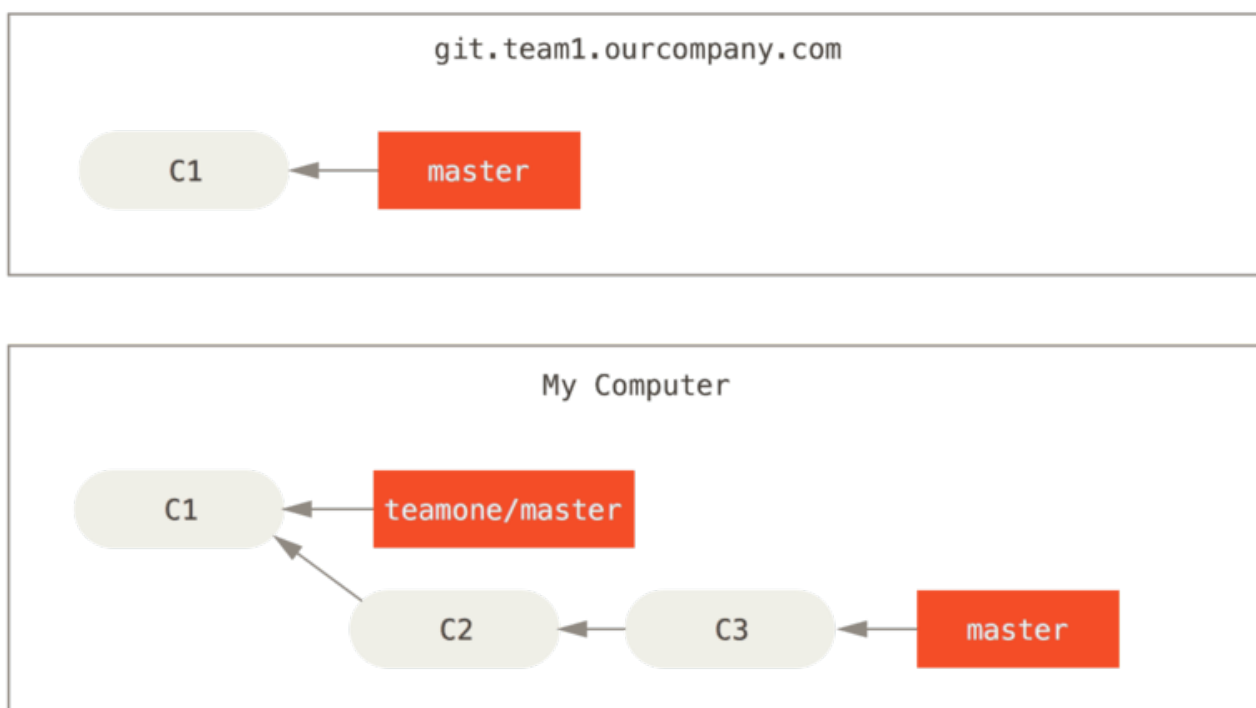 git.team1.ourcompany.com
C1
master
My Computer
C1
teamone/master
C2
C3
master